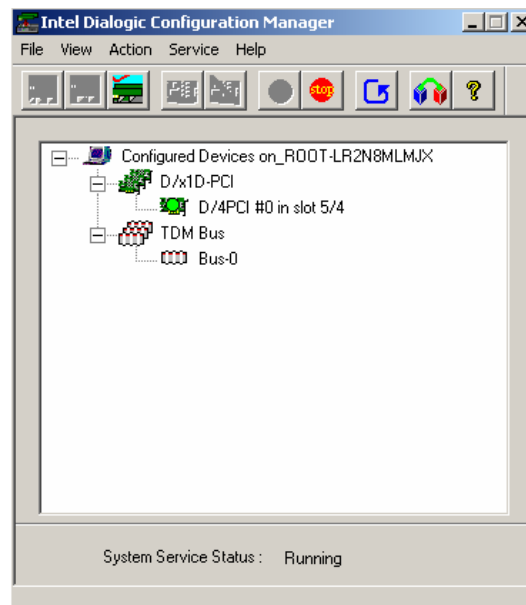 Intel Dialogic Configuration Manager
File View Action Service Help
stop
?
Configured Devices on_ROOT-LR2N8MLMJX
D/x1D-PCI
D/4PCI #0 in slot 5/4
TDM Bus
Bus-0
System Service Status : Running